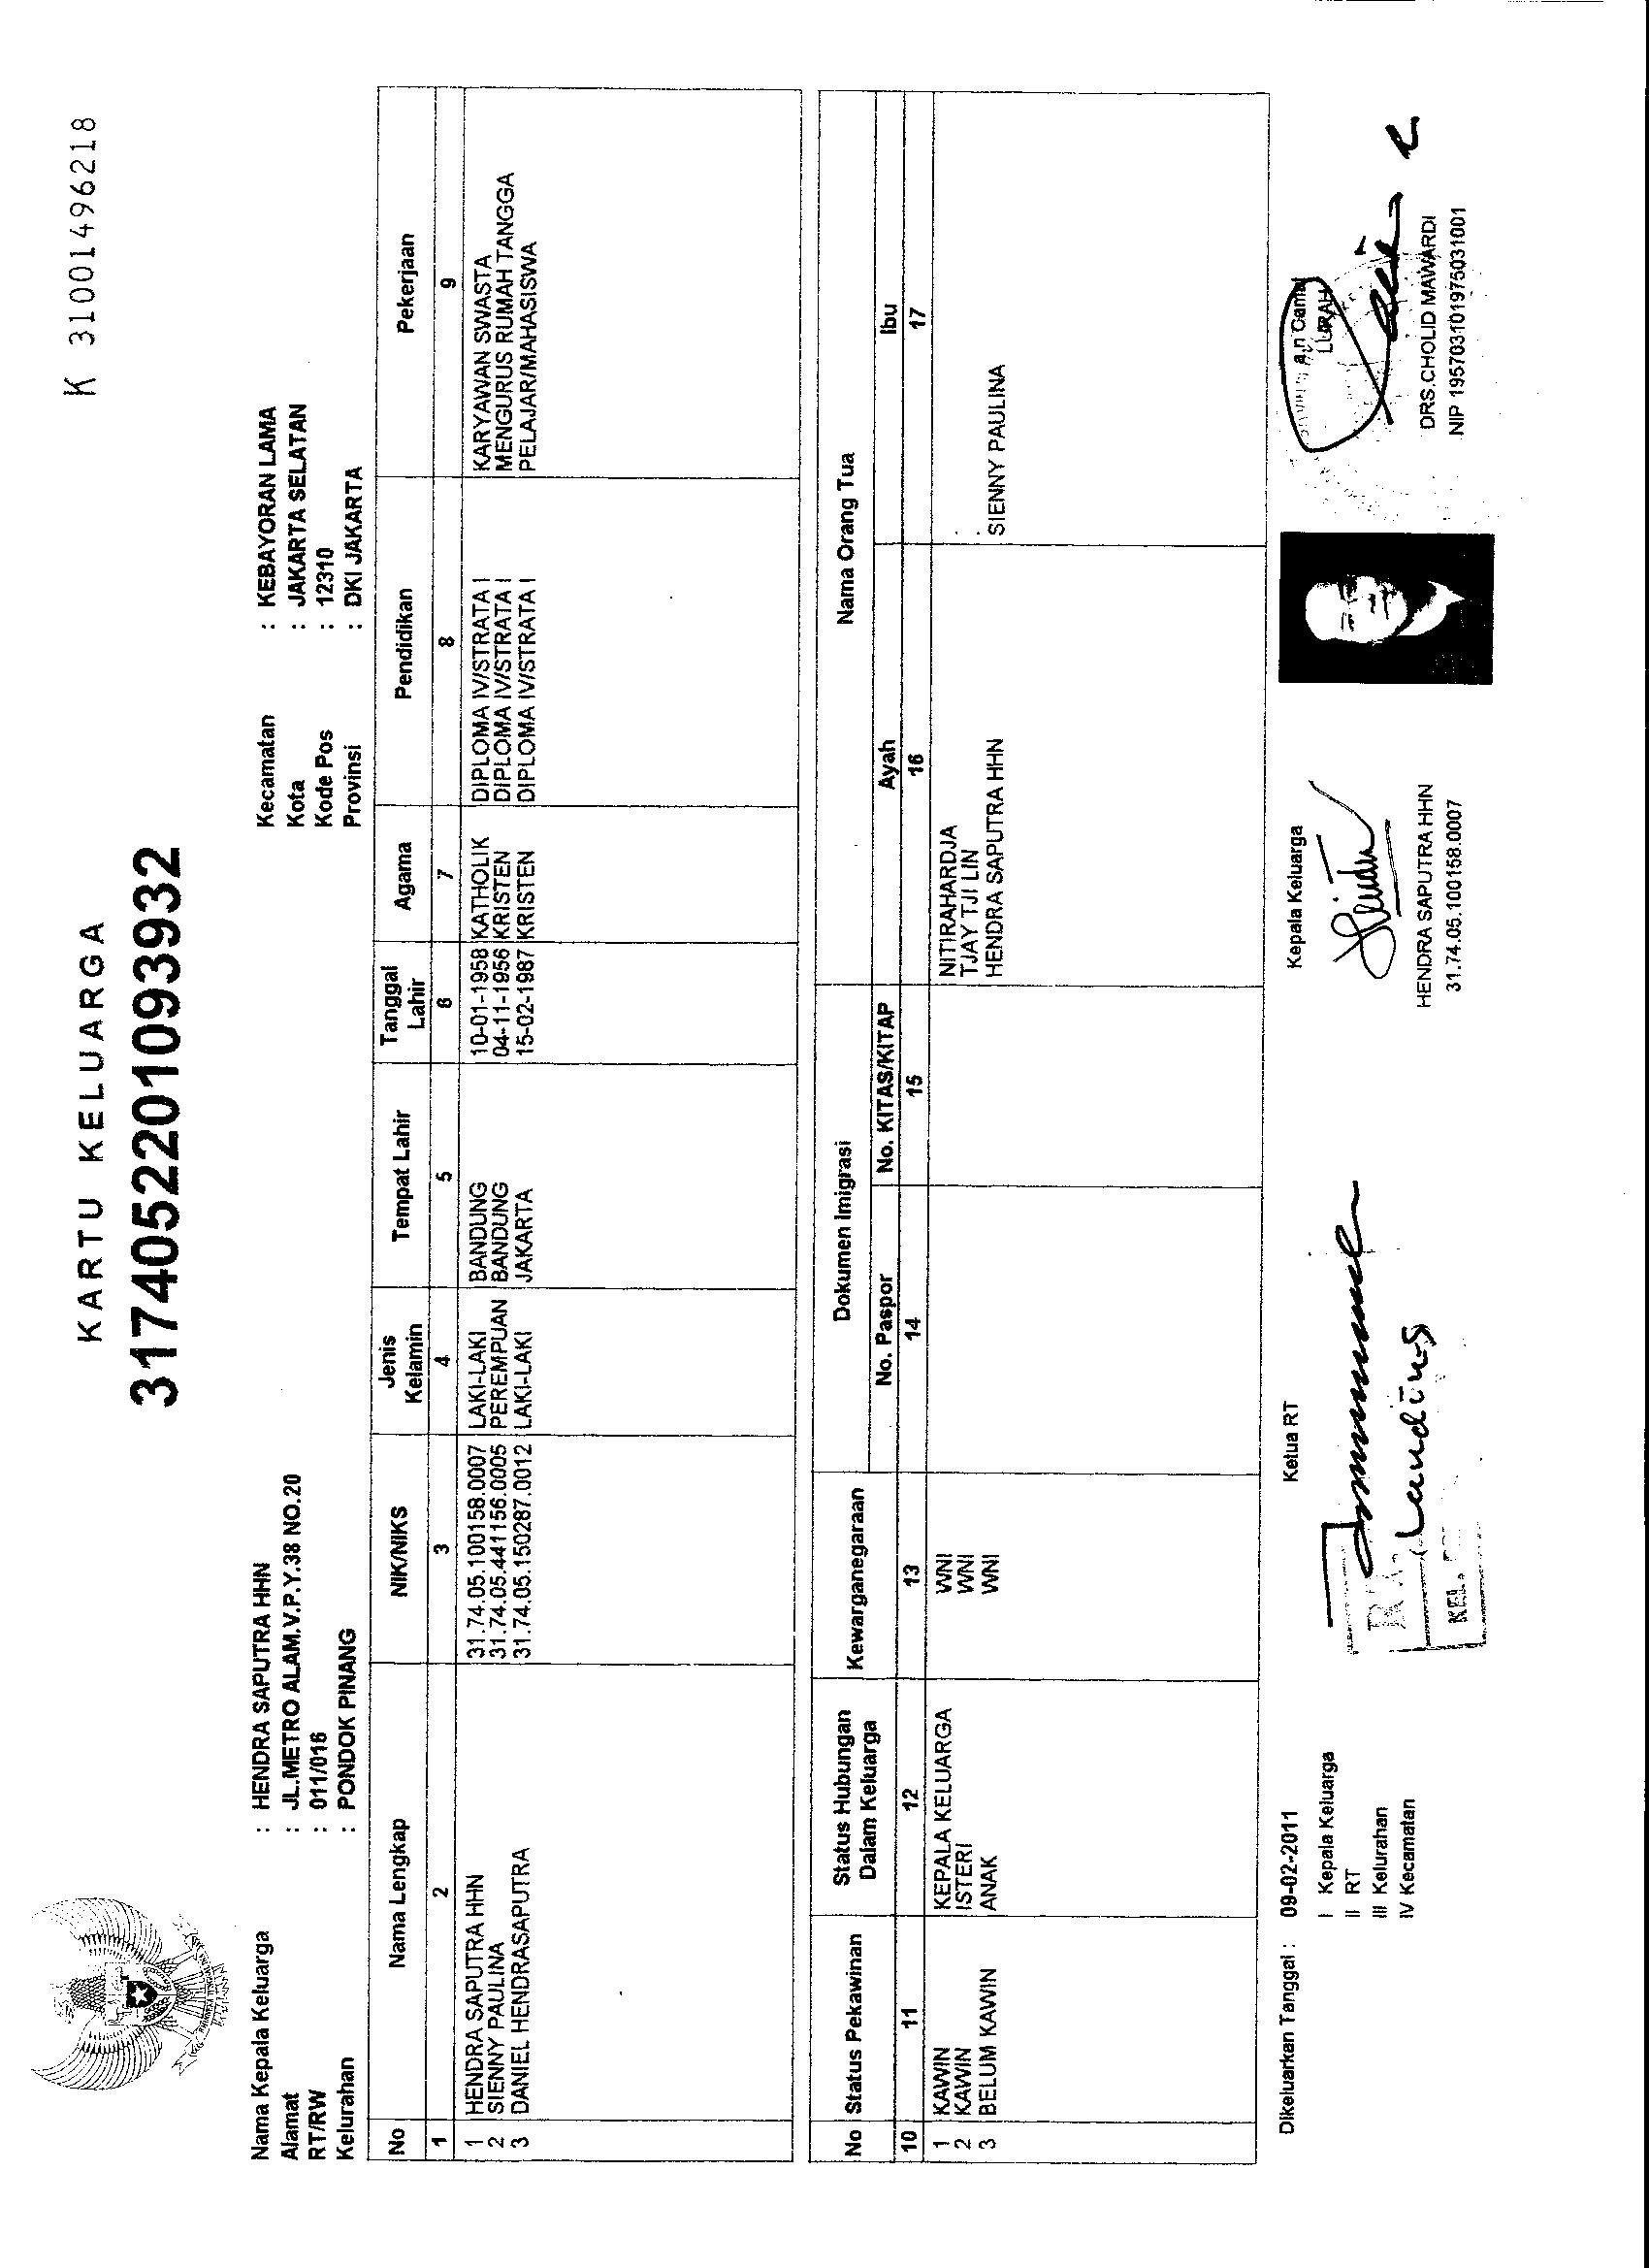 K 31001496218
KARTU KELUARGA
3174052201093932
Nama Kepala Keluarga : HENDRA SAPUTRA HHN
Alamat : JL.METRO ALAM.V.P.Y.38 NO.20
RT/RW : 011/016
Kelurahan : PONDOK PINANG
Kecamatan : KEBAYORAN LAMA
Kota : JAKARTA SELATAN
Kode Pos : 12310
Provinsi : DKI JAKARTA
No Nama Lengkap NIK/NIKS Jenis Kelamin Tempat Lahir Tanggal Lahir Agama Pendidikan Pekerjaan
1 2 3 4 5 6 7 8 9
1 HENDRA SAPUTRA HHN 31.74.05.100158.0007 LAKI-LAKI BANDUNG 10-01-1958 KATHOLIK DIPLOMA IV/STRATA I KARYAWAN SWASTA
2 SIENNY PAULINA 31.74.05.441156.0005 PEREMPUAN BANDUNG 04-11-1956 KRISTEN DIPLOMA IV/STRATA I MENGURUS RUMAH TANGGA
3 DANIEL HENDRASAPUTRA 31.74.05.150287.0012 LAKI-LAKI JAKARTA 15-02-1987 KRISTEN DIPLOMA IV/STRATA I PELAJAR/MAHASISWA
No Status Pekawinan Status Hubungan Dalam Keluarga Kewarganegaraan Dokumen Imigrasi Nama Orang Tua
No. Paspor No. KITAS/KITAP Ayah Ibu
10 11 12 13 14 15 16 17
1 KAWIN KEPALA KELUARGA WNI NITIRAHARDJA
2 KAWIN ISTERI WNI TJAY TJI LIN
3 BELUM KAWIN ANAK WNI HENDRA SAPUTRA HHN SIENNY PAULINA
Dikeluarkan Tanggal : 09-02-2011
I Kepala Keluarga
II RT
III Kelurahan
IV Kecamatan
Ketua RT
KEL.
Kepala Keluarga
HENDRA SAPUTRA HHN
31.74.05.100158.0007
a.n Camat
LURAH
DRS.CHOLID MAWARDI
NIP 195703101975031001